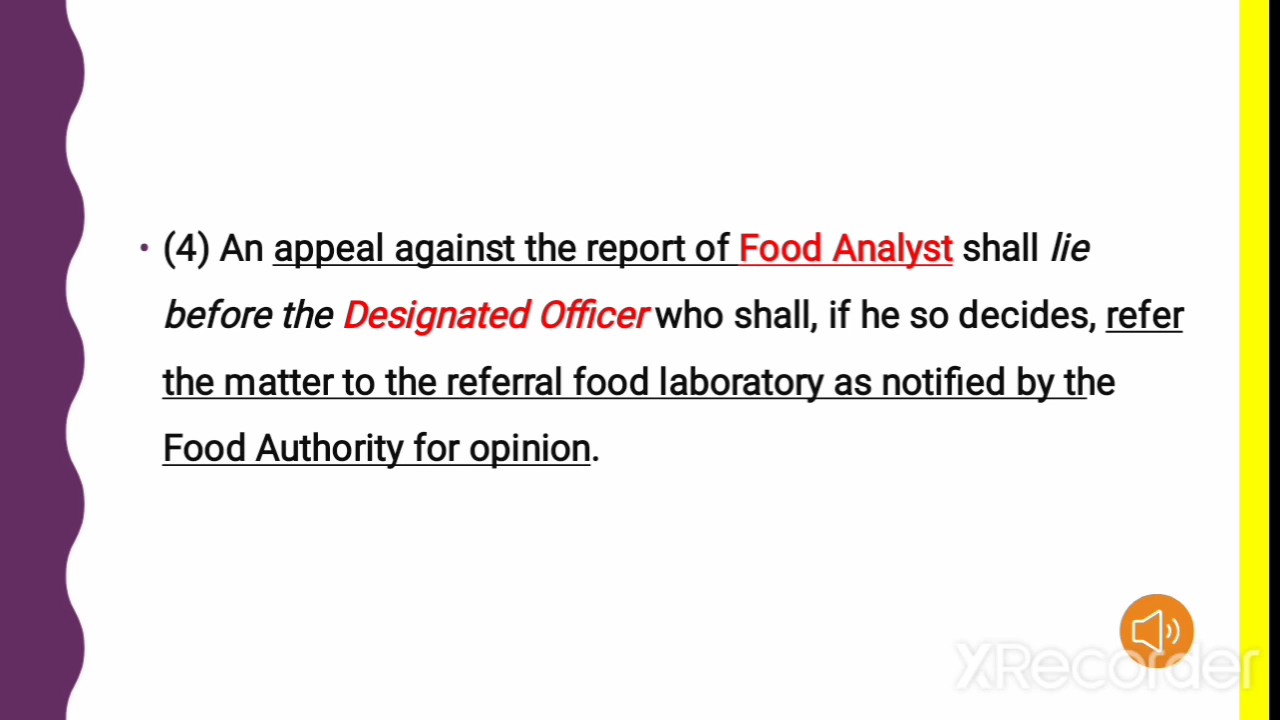 • (4) An appeal against the report of Food Analyst shall lie
before the Designated Officer who shall, if he so decides, refer
the matter to the referral food laboratory as notified by the
Food Authority for opinion.
XRecorder